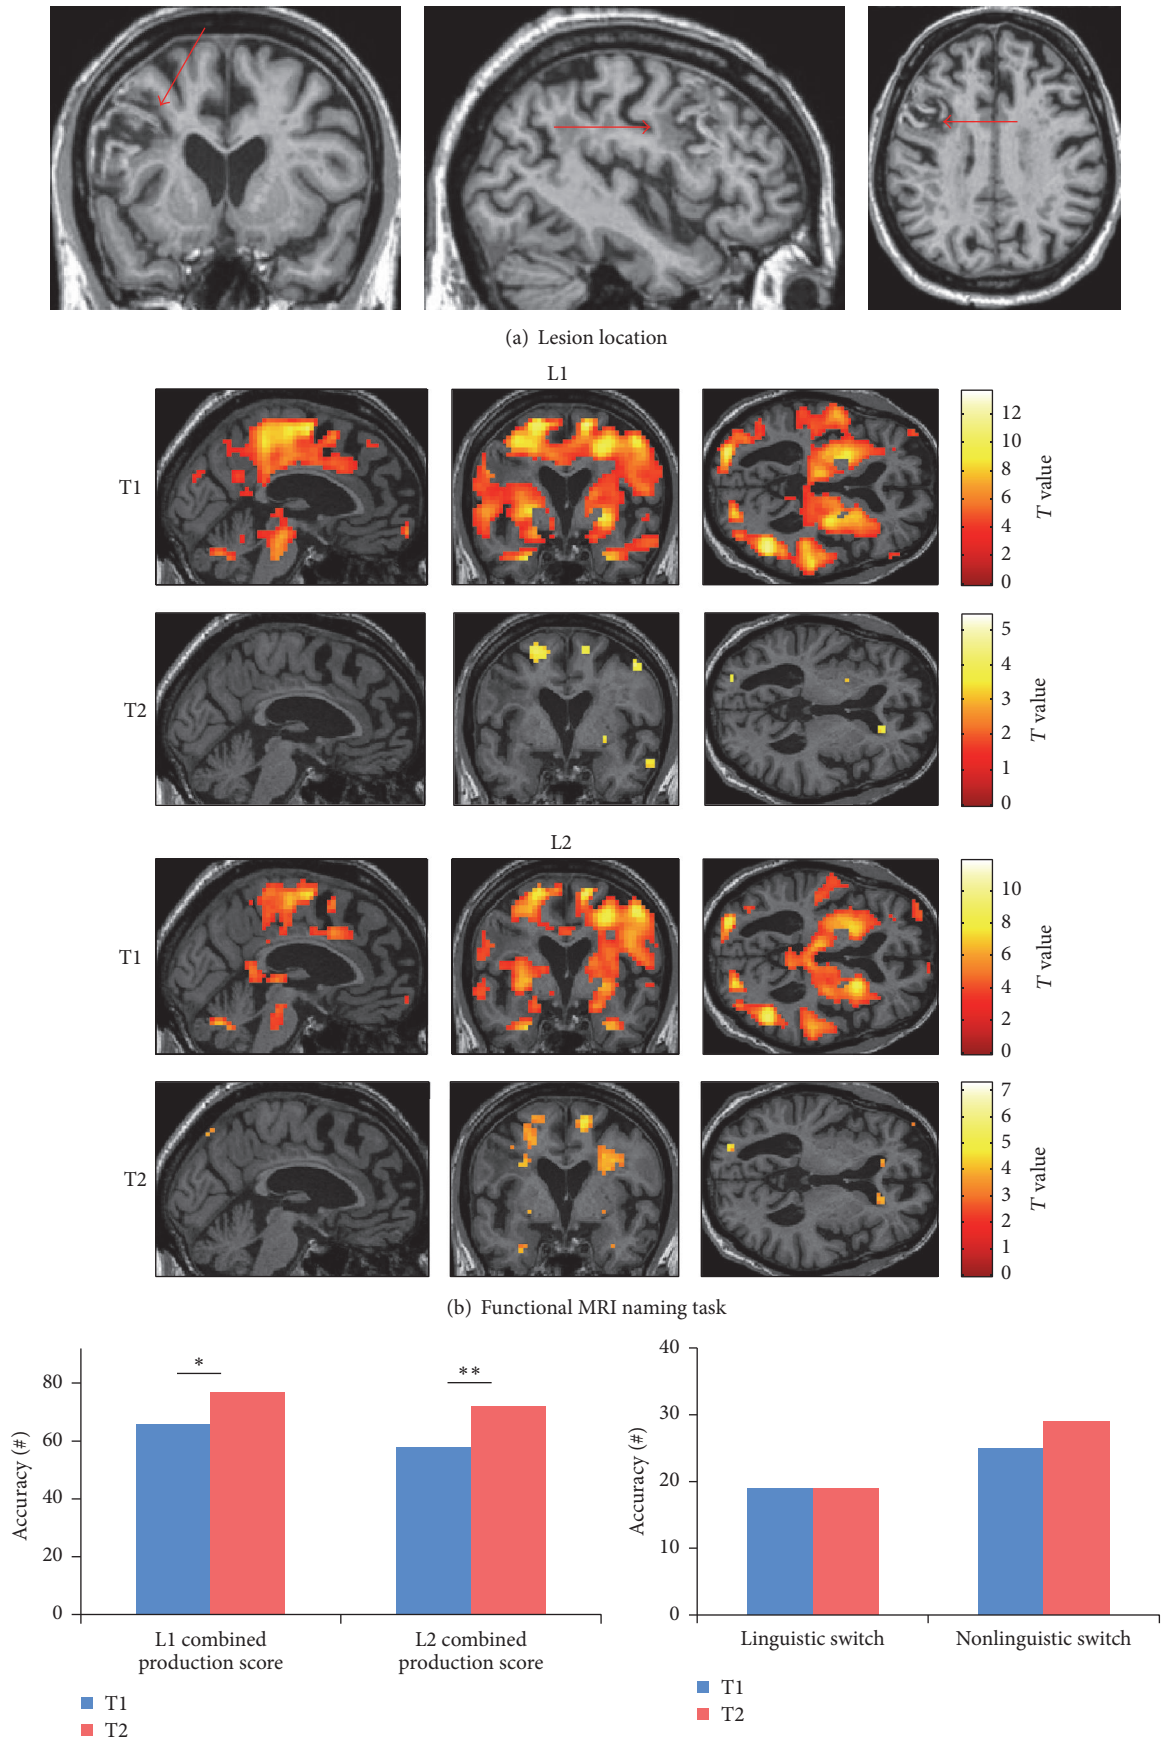 (a) Lesion location
L1
T1
12
10
8
6
4
2
0
T value
T2
5
4
3
2
1
0
T value
L2
T1
10
8
6
5
4
2
1
0
T value
T2
7
6
5
4
3
2
1
0
T value
(b) Functional MRI naming task
Accuracy (#)
80
60
40
20
0
*
**
L1 combined
production score
L2 combined
production score
T1
T2
Accuracy (#)
40
30
20
10
0
Linguistic switch
Nonlinguistic switch
T1
T2